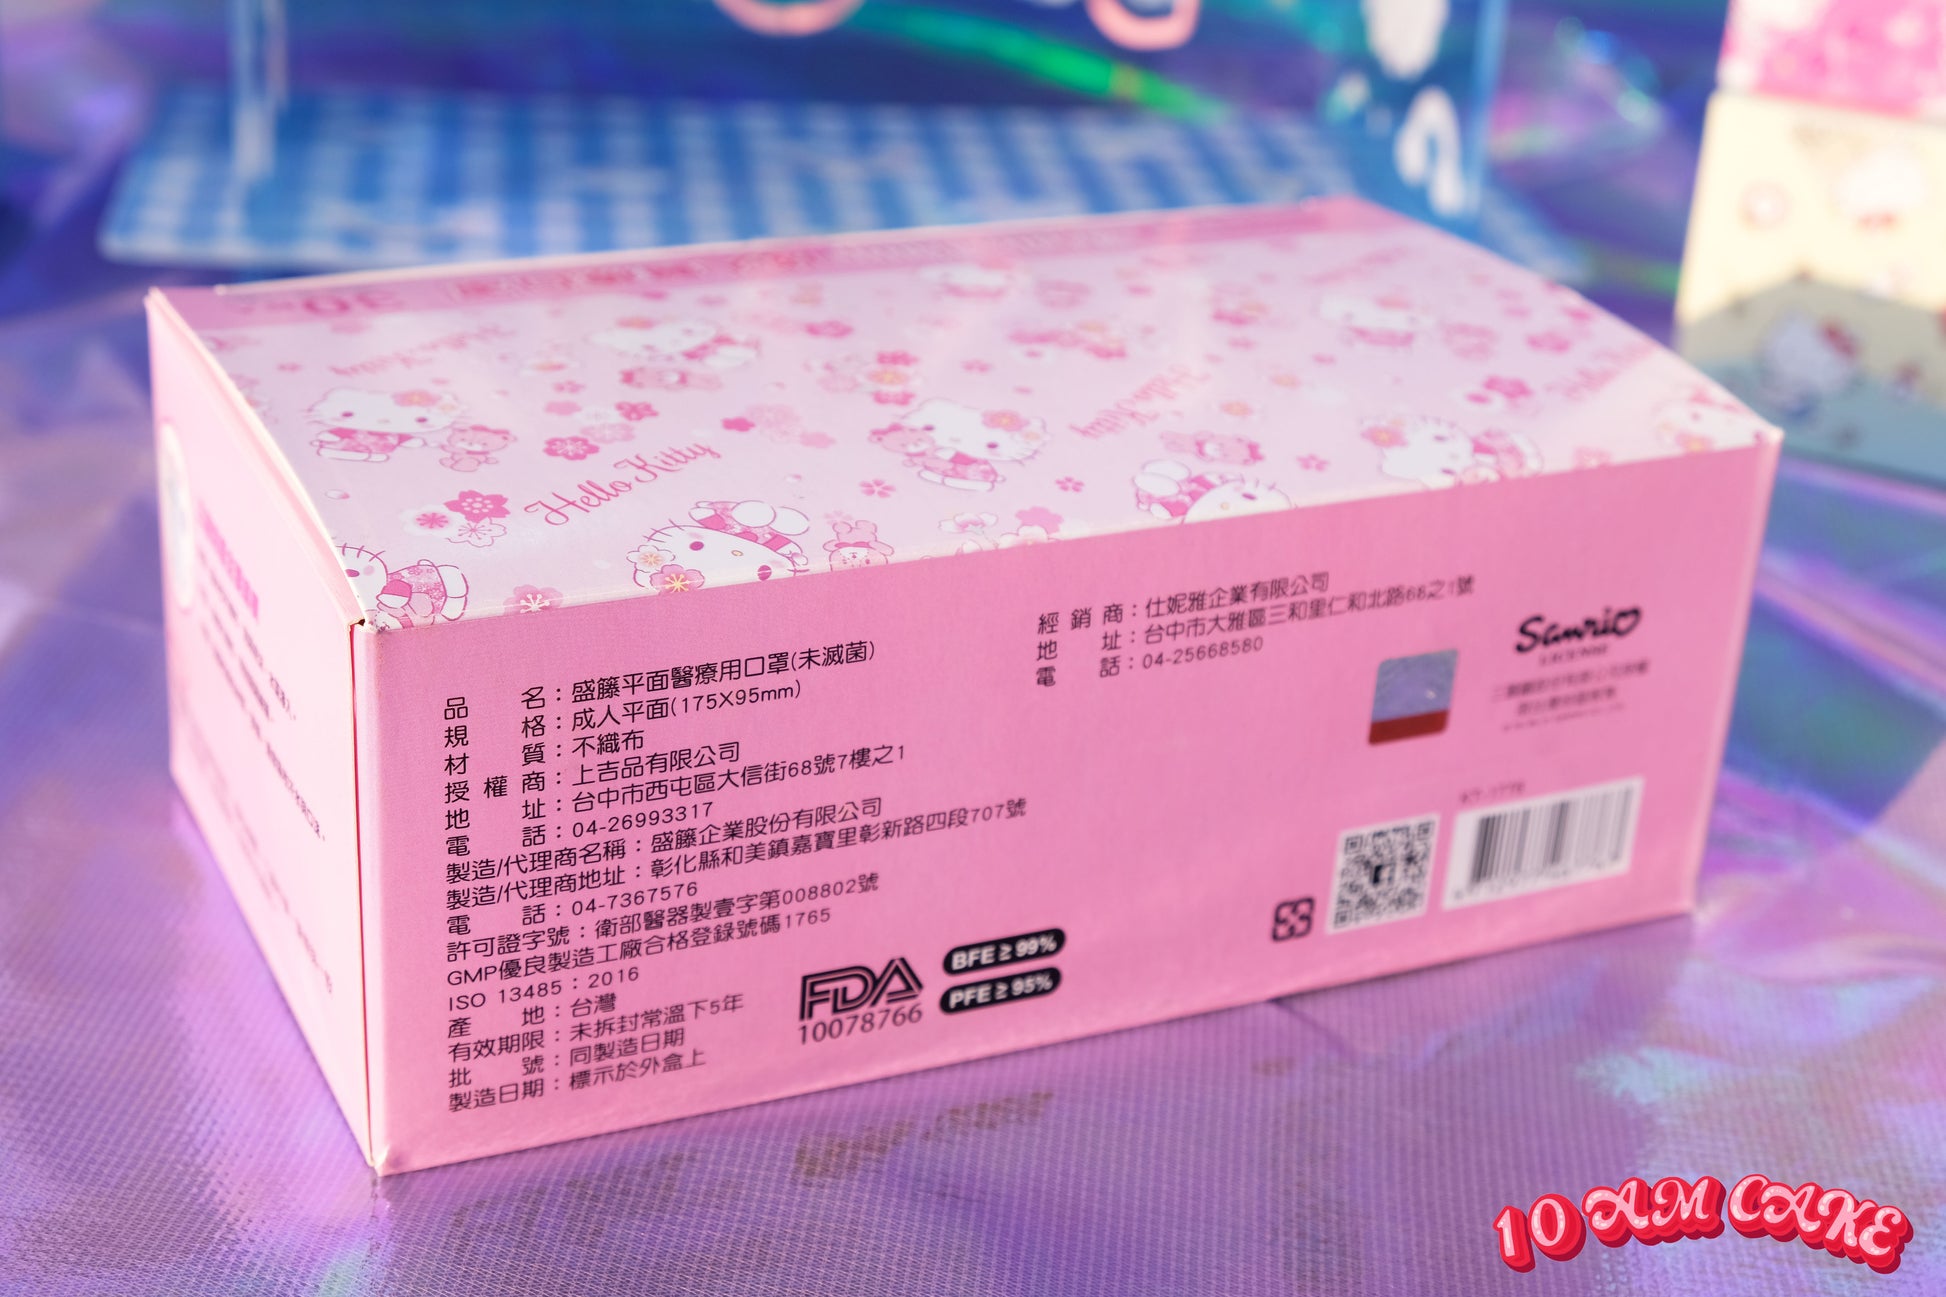 Hello Kitty
Hello Kitty
品名：盛籐平面醫療用口罩(未滅菌)
規格：成人平面(175X95mm)
材質：不織布
授權商：上吉品有限公司
地址：台中市西屯區大信街68號7樓之1
電話：04-26993317
製造/代理商名稱：盛籐企業股份有限公司
製造/代理商地址：彰化縣和美鎮嘉寶里彰新路四段707號
電話：04-7367576
許可證字號：衛部醫器製壹字第008802號
GMP優良製造工廠合格登錄號碼1765
ISO 13485：2016
產地：台灣
有效期限：未拆封常溫下5年
批號：同製造日期
製造日期：標示於外盒上
FDA
10078766
BFE ≥ 99%
PFE ≥ 95%
經銷商：仕妮雅企業有限公司
地址：台中市大雅區三和里仁和北路68之1號
電話：04-25668580
Sanrio
LICENSE
10 AM CAKE